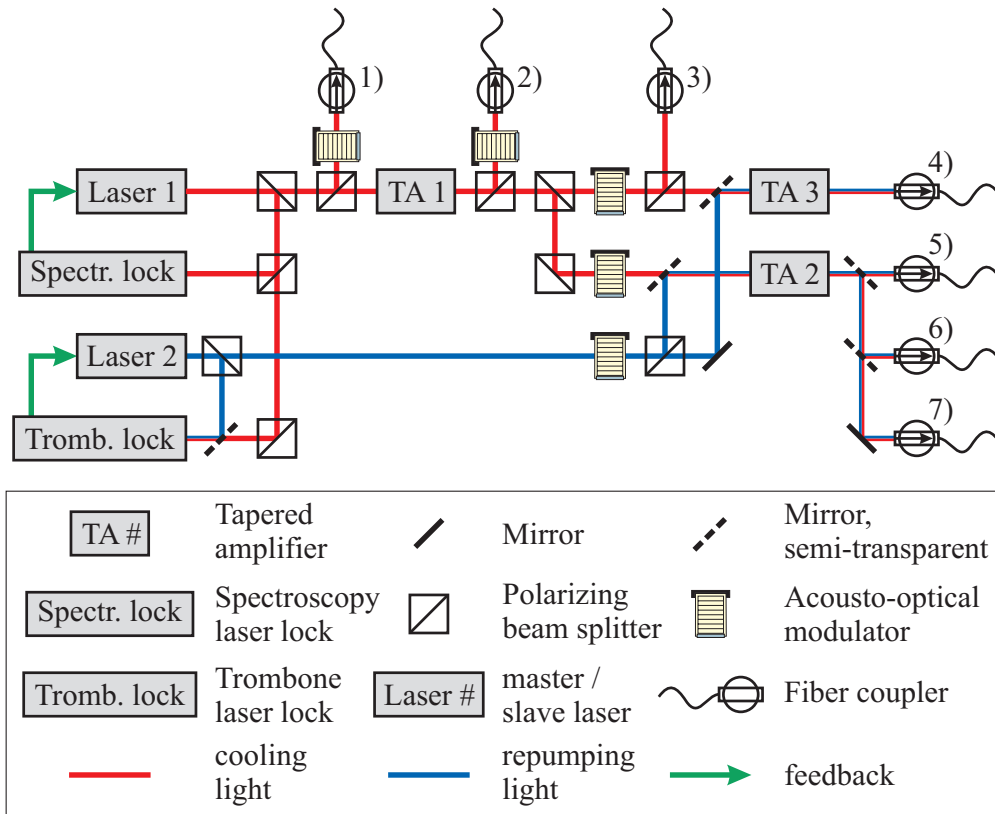 1)
2)
3)
Laser 1
TA 1
TA 3
4)
Spectr. lock
TA 2
5)
Laser 2
6)
Tromb. lock
7)
TA #
Tapered
amplifier
Mirror
Mirror,
semi-transparent
Spectr. lock
Spectroscopy
laser lock
Polarizing
beam splitter
Acousto-optical
modulator
Tromb. lock
Trombone
laser lock
Laser #
master /
slave laser
Fiber coupler
cooling
light
repumping
light
feedback